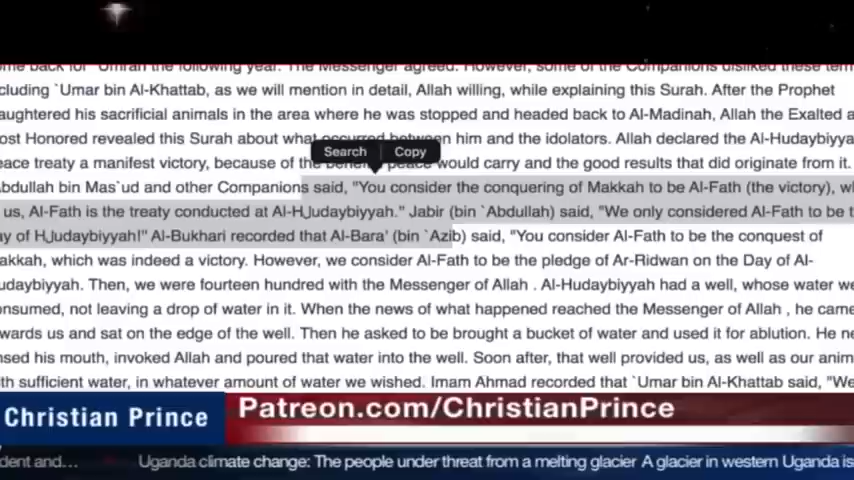 ome back for `Umrah the following year. The Messenger agreed. However, some of the Companions disliked these
cluding `Umar bin Al-Khattab, as we will mention in detail, Allah willing, while explaining this Surah. After the Prophet
aughtered his sacrificial animals in the area where he was stopped and headed back to Al-Madinah, Allah the Exalted a
ost Honored revealed this Surah about what occurred between him and the idolators. Allah declared the Al-Hudaybiyya
Search Copy
eace treaty a manifest victory, because of the benefits peace would carry and the good results that did originate from it.
Abdullah bin Mas`ud and other Companions said, "You consider the conquering of Makkah to be Al-Fath (the victory), wh
us, Al-Fath is the treaty conducted at Al-HJudaybiyyah." Jabir (bin `Abdullah) said, "We only considered Al-Fath to be t
ay of HJudaybiyyah!" Al-Bukhari recorded that Al-Bara' (bin `Azib) said, "You consider Al-Fath to be the conquest of
akkah, which was indeed a victory. However, we consider Al-Fath to be the pledge of Ar-Ridwan on the Day of Al-
udaybiyyah. Then, we were fourteen hundred with the Messenger of Allah . Al-Hudaybiyyah had a well, whose water we
onsumed, not leaving a drop of water in it. When the news of what happened reached the Messenger of Allah , he came
wards us and sat on the edge of the well. Then he asked to be brought a bucket of water and used it for ablution. He ne
nsed his mouth, invoked Allah and poured that water into the well. Soon after, that well provided us, as well as our anim
th sufficient water, in whatever amount of water we wished. Imam Ahmad recorded that `Umar bin Al-Khattab said, "We
Christian Prince
Patreon.com/ChristianPrince
dent and... Uganda climate change: The people under threat from a melting glacier A glacier in western Uganda is